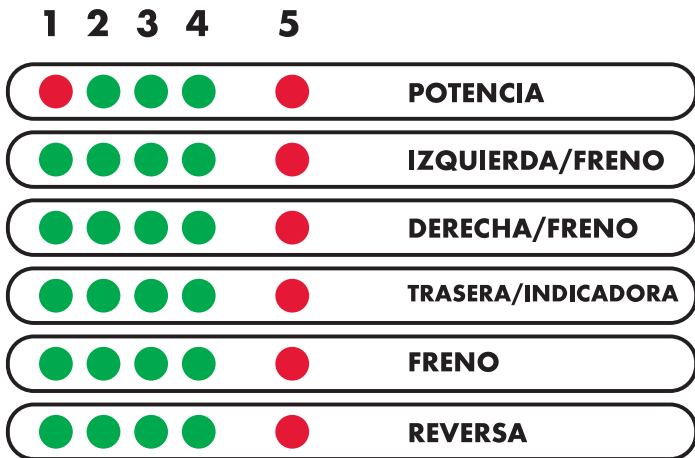 1 2 3 4 5
POTENCIA
IZQUIERDA/FRENO
DERECHA/FRENO
TRASERA/INDICADORA
FRENO
REVERSA